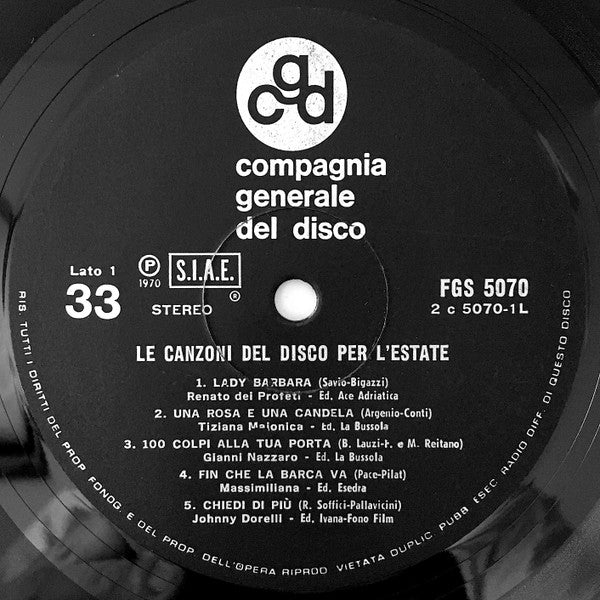 cgd
compagnia
generale
del disco
Lato 1
33
P
1970
S.I.A.E.
®
STEREO
FGS 5070
2 c 5070-1L
LE CANZONI DEL DISCO PER L'ESTATE
1. LADY BARBARA (Savio-Bigazzi)
Renato dei Profeti - Ed. Ace Adriatica
2. UNA ROSA E UNA CANDELA (Argenio-Conti)
Tiziana Majonica - Ed. La Bussola
3. 100 COLPI ALLA TUA PORTA (B. Lauzi-F. e M. Reitano)
Gianni Nazzaro - Ed. La Bussola
4. FIN CHE LA BARCA VA (Pace-Pilat)
Massimiliana - Ed. Esedra
5. CHIEDI DI PIÙ (R. Soffici-Pallavicini)
Johnny Dorelli - Ed. Ivana-Fono Film
RIS. TUTTI I DIRITTI DEL PROP. FONOG. E DEL PROP. DELL'OPERA RIPROD. VIETATA DUPLIC. PUBB. ESEC. RADIO DIFF. DI QUESTO DISCO